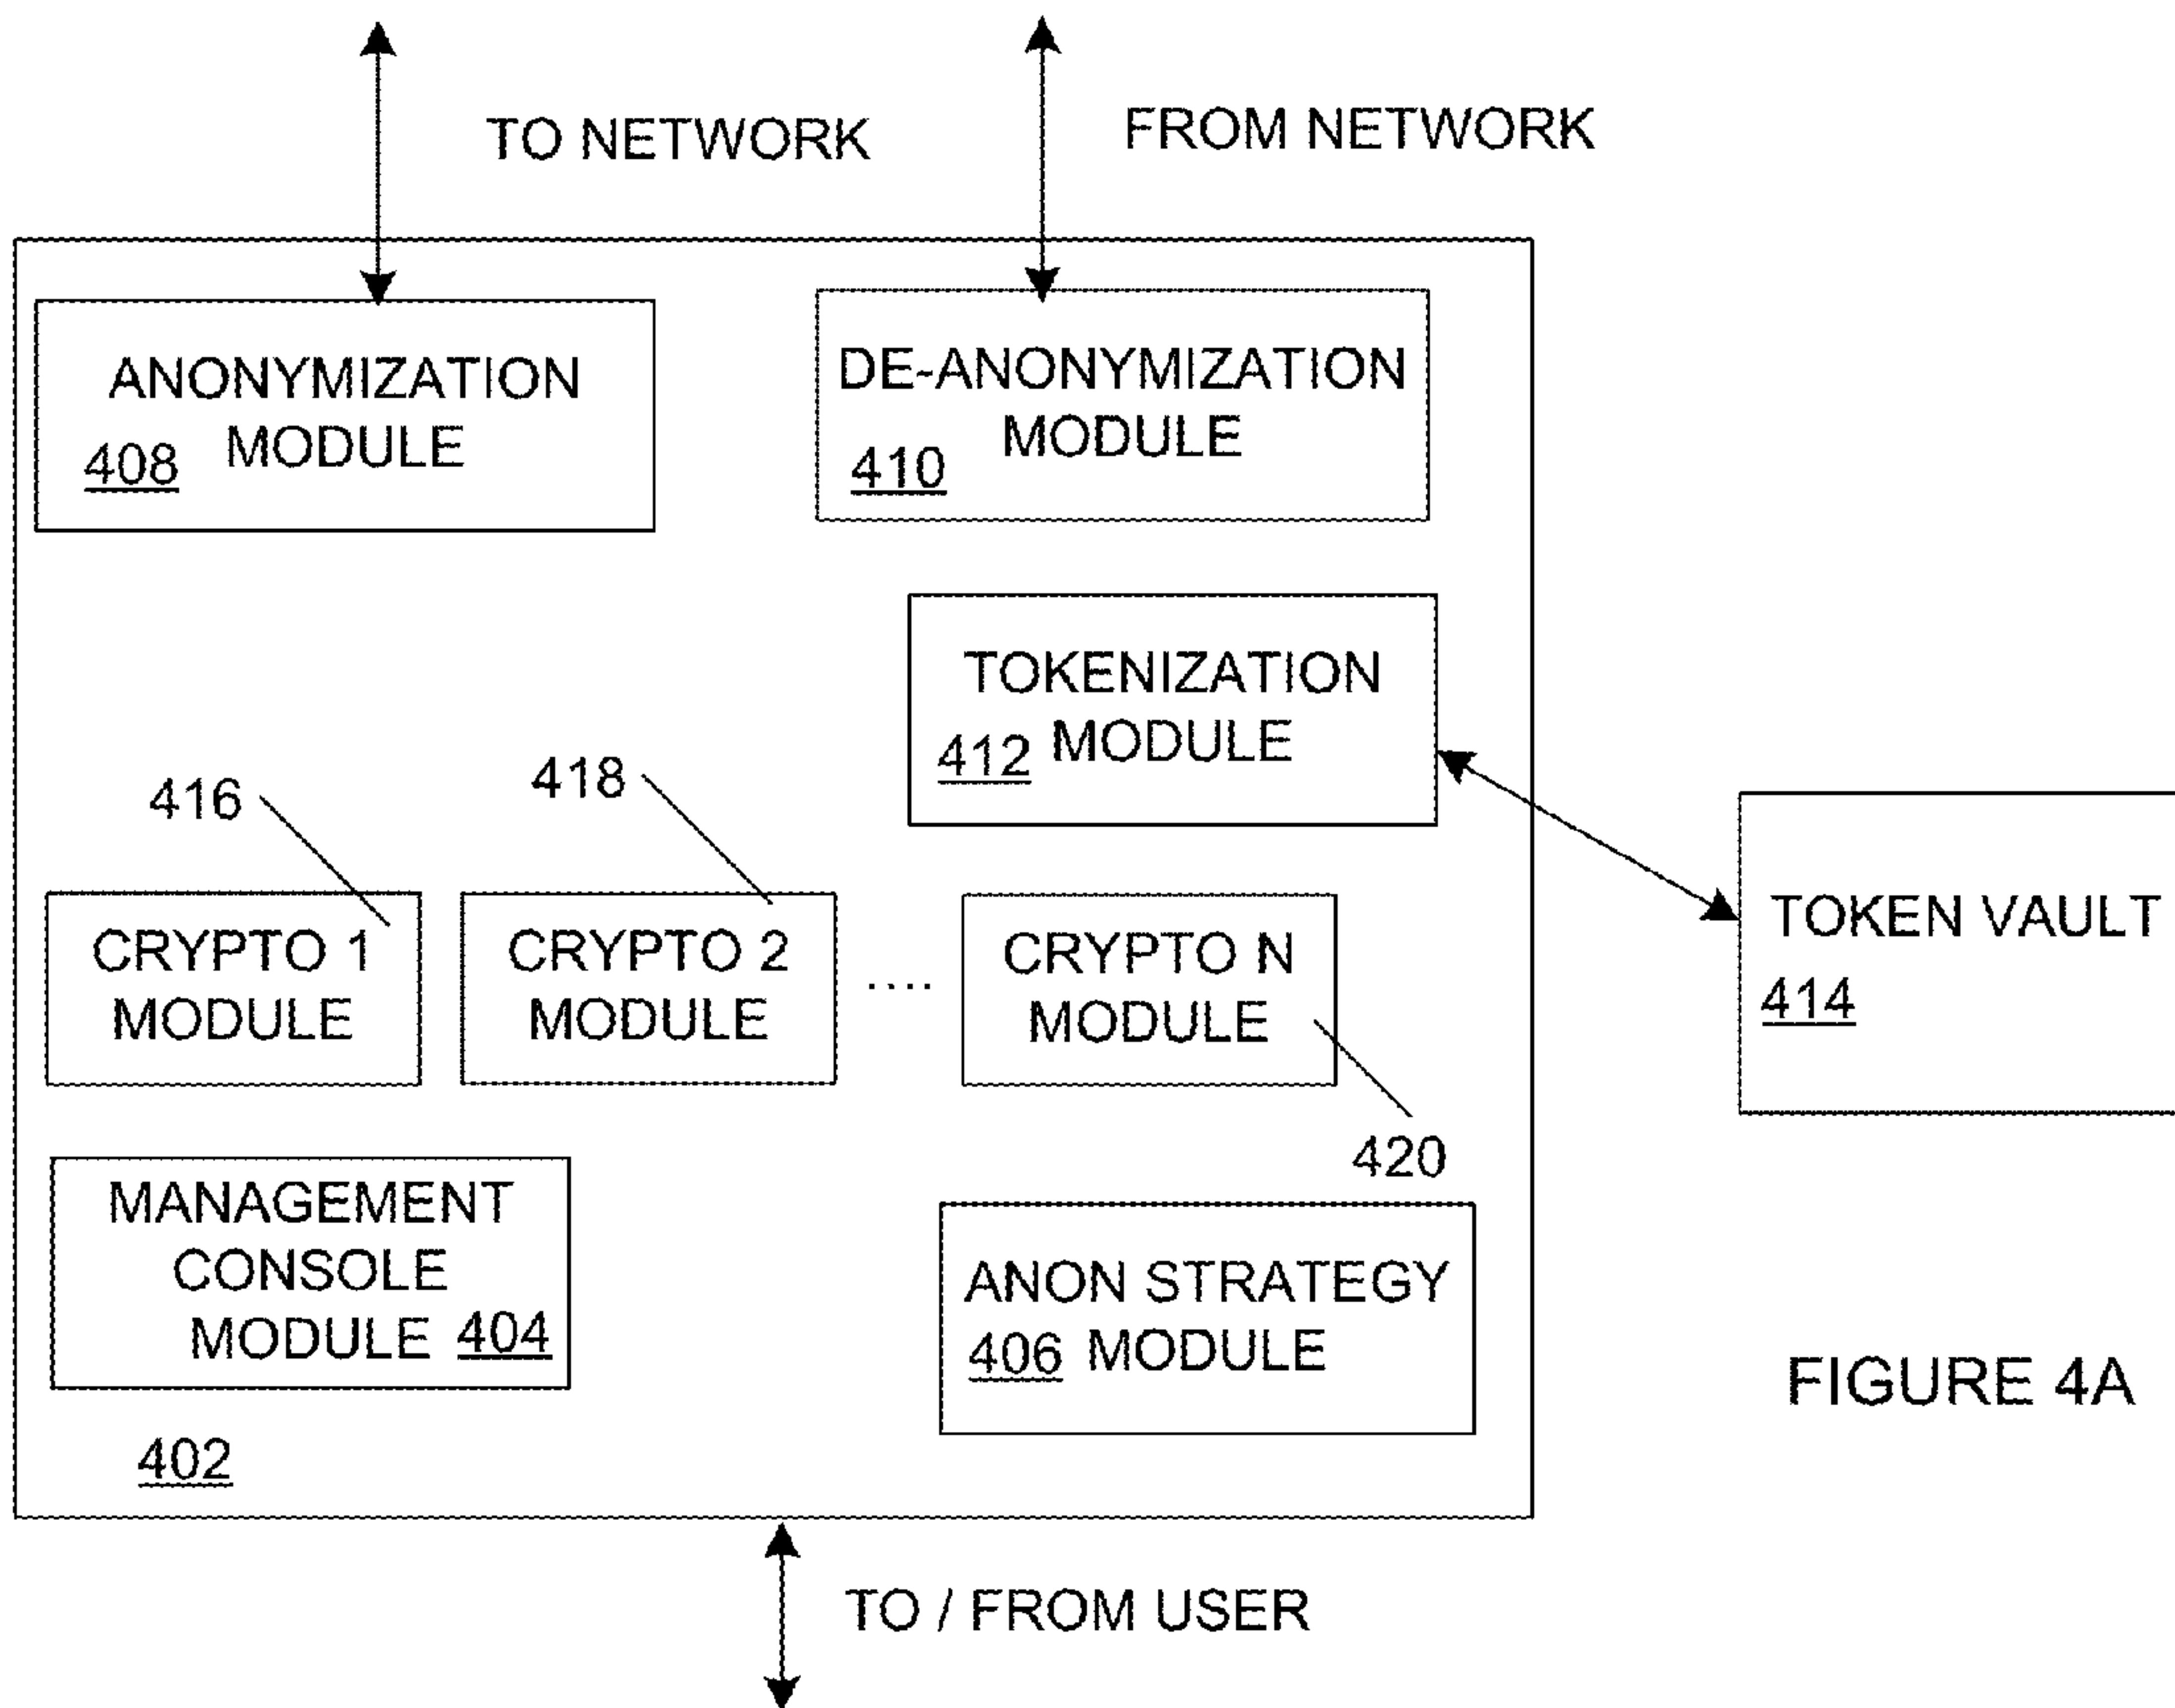 TO NETWORK
FROM NETWORK
ANONYMIZATION
MODULE
408
DE-ANONYMIZATION
MODULE
410
TOKENIZATION
MODULE
412
416
418
CRYPTO 1
MODULE
CRYPTO 2
MODULE
....
CRYPTO N
MODULE
420
TOKEN VAULT
414
MANAGEMENT
CONSOLE
MODULE 404
ANON STRATEGY
406 MODULE
402
FIGURE 4A
TO / FROM USER